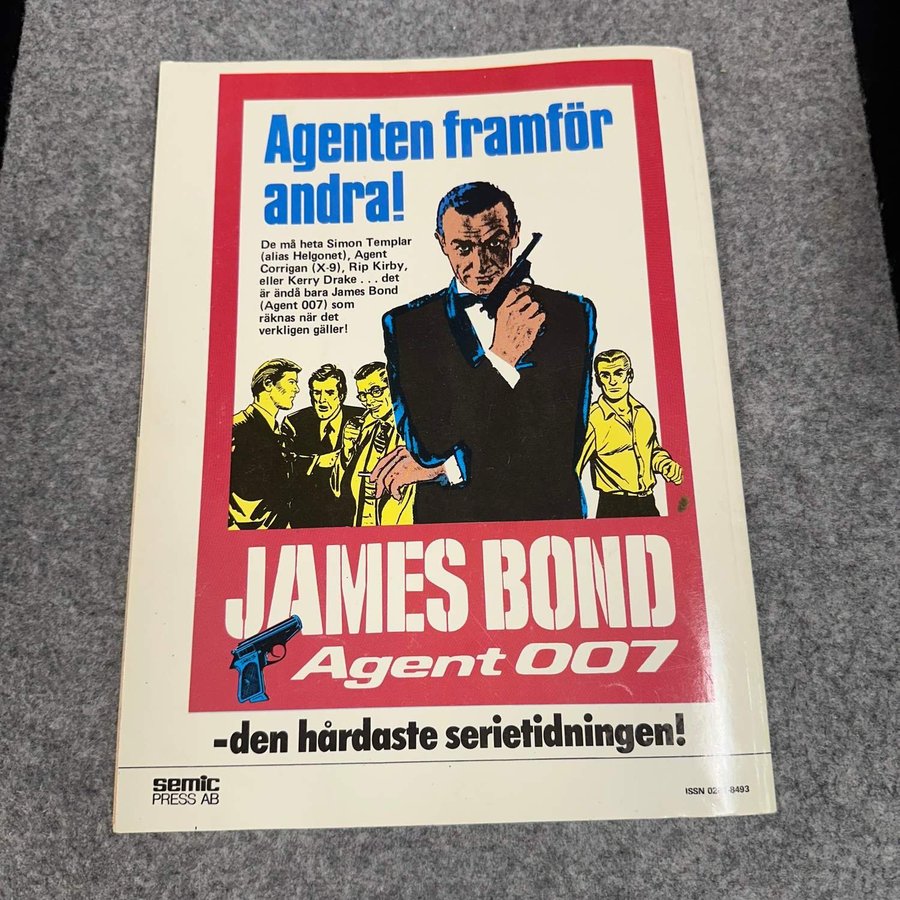 Agenten framför
andra!
De må heta Simon Templar
(alias Helgonet), Agent
Corrigan (X-9), Rip Kirby,
eller Kerry Drake . . . det
är ändå bara James Bond
(Agent 007) som
räknas när det
verkligen gäller!
JAMES BOND
Agent 007
-den hårdaste serietidningen!
semic
PRESS AB
ISSN